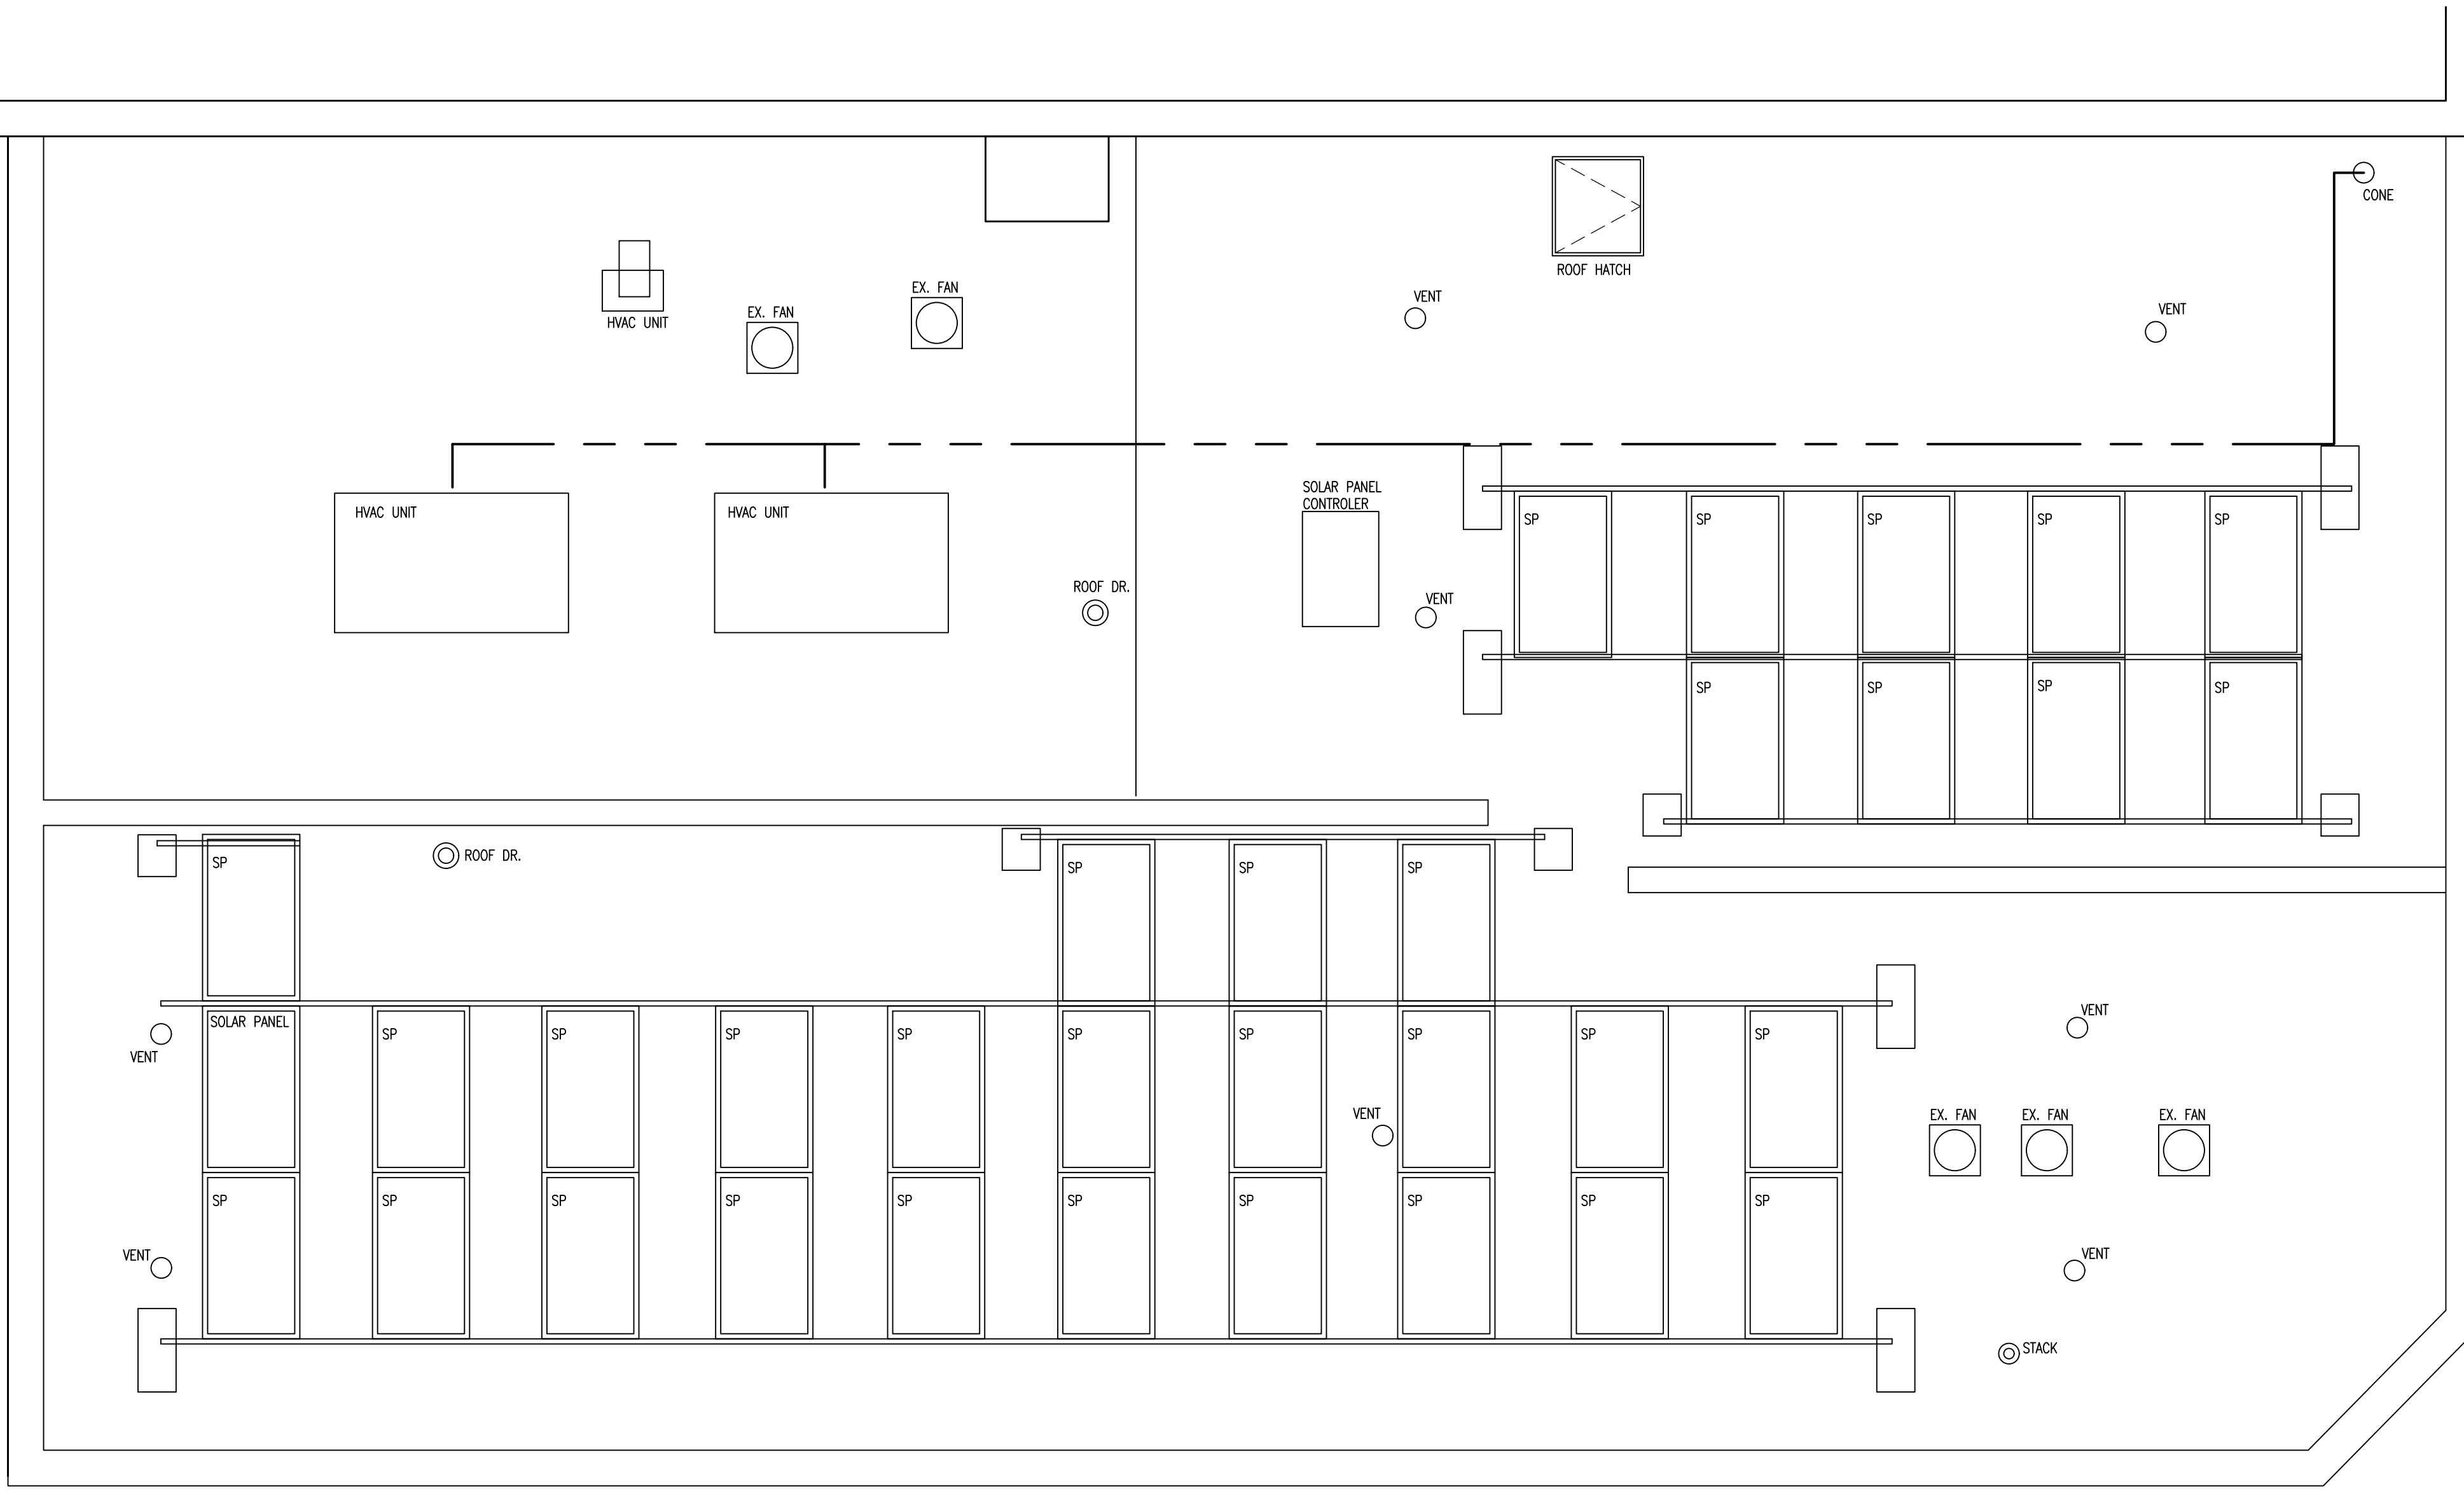 CONE
ROOF HATCH
EX. FAN
VENT
VENT
EX. FAN
HVAC UNIT
SOLAR PANEL
CONTROLER
HVAC UNIT
HVAC UNIT
SP
SP
SP
SP
SP
ROOF DR.
VENT
SP
SP
SP
SP
SP
ROOF DR.
SP
SP
SP
SOLAR PANEL
SP
SP
SP
SP
SP
SP
SP
SP
SP
VENT
VENT
VENT
EX. FAN
EX. FAN
EX. FAN
SP
SP
SP
SP
SP
SP
SP
SP
SP
SP
VENT
VENT
STACK